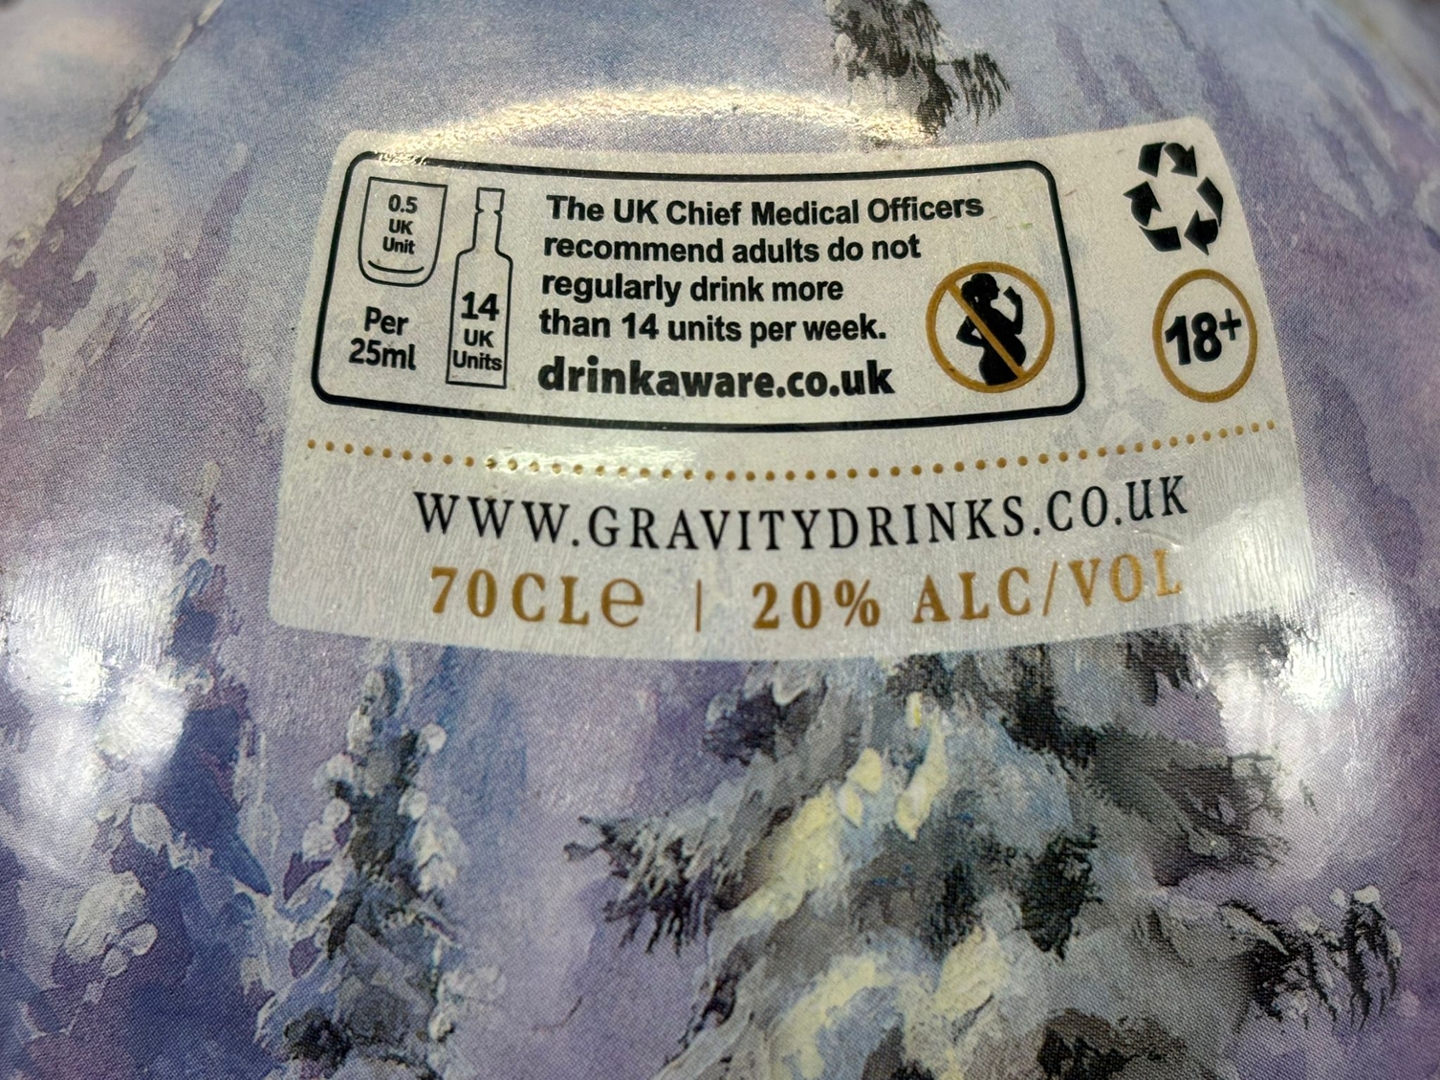 0.5
UK
Unit
Per
25ml
14
UK
Units
The UK Chief Medical Officers
recommend adults do not
regularly drink more
than 14 units per week.
drinkaware.co.uk
18+
WWW.GRAVITYDRINKS.CO.UK
70CL℮ | 20% ALC/VOL